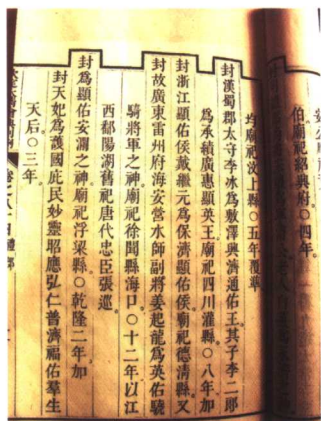 伯廟祀紹興府○四年
均廟祀汶上縣○五年覆準
封漢蜀郡太守李冰為敷澤興濟通佑王其子李二郎
為承績廣惠顯英王廟祀四川灌縣○八年加
封浙江顯佑侯戴繼元為保濟顯佑侯廟祀德清縣又
封故廣東雷州府海安營水師副將姜起龍為英佑驍
騎將軍之神廟祀徐聞縣海口○十二年以江
西鄱陽湖舊祀唐代忠臣張巡
封為顯佑安瀾之神廟祀浮梁縣○乾隆二年加
封天妃為護國庇民妙靈昭應弘仁普濟福佑羣生
天后○三年